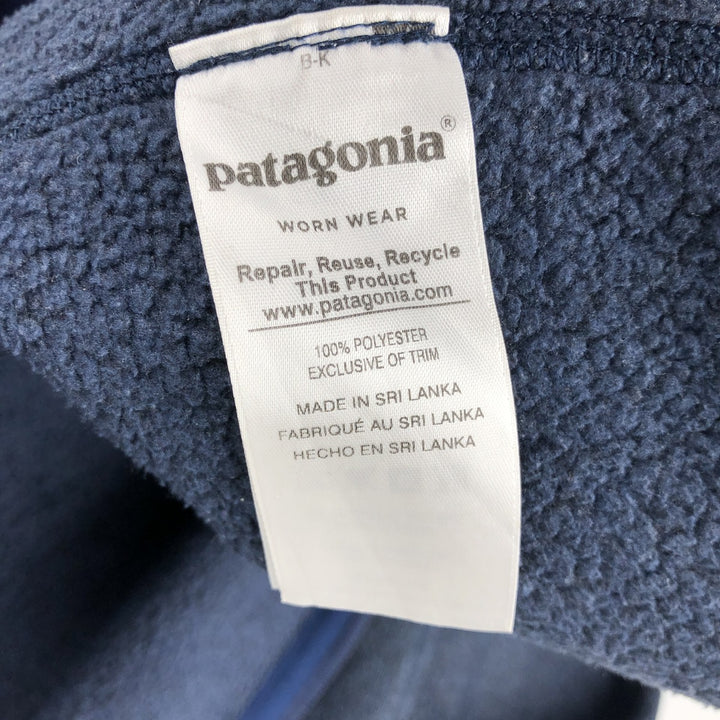 B-K
patagonia®
WORN WEAR
Repair, Reuse, Recycle
This Product
www.patagonia.com
100% POLYESTER
EXCLUSIVE OF TRIM
MADE IN SRI LANKA
FABRIQUÉ AU SRI LANKA
HECHO EN SRI LANKA